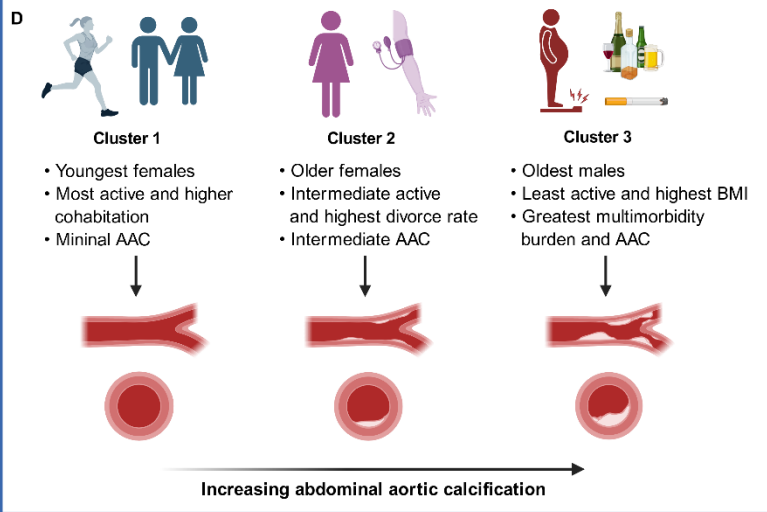 D
Cluster 1
• Youngest females
• Most active and higher
cohabitation
• Mininal AAC
Cluster 2
• Older females
• Intermediate active
and highest divorce rate
• Intermediate AAC
Cluster 3
• Oldest males
• Least active and highest BMI
• Greatest multimorbidity
burden and AAC
Increasing abdominal aortic calcification